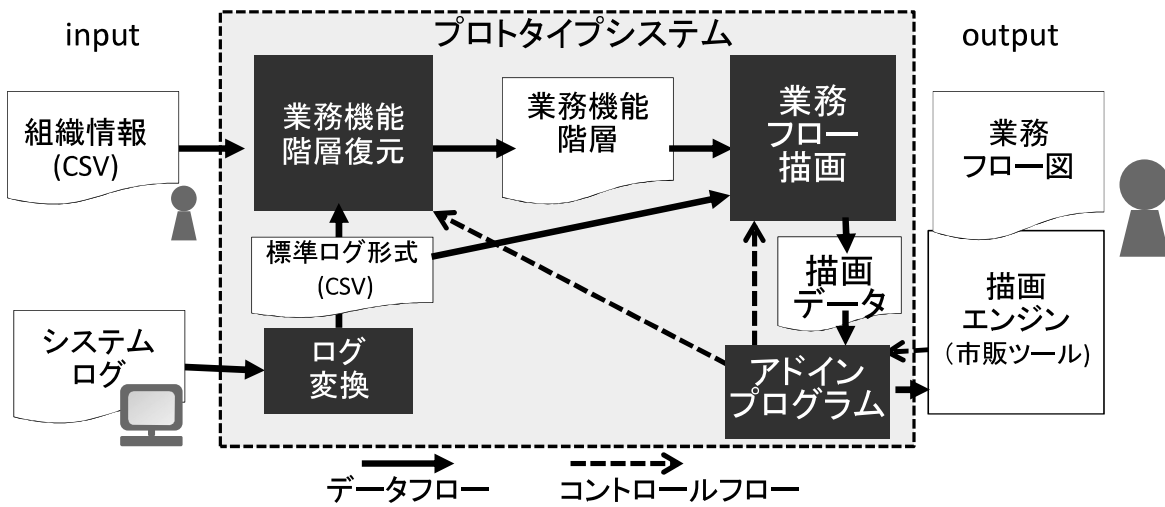 input
プロトタイプシステム
output
組織情報
(CSV)
業務機能
階層復元
業務機能
階層
業務
フロー
描画
業務
フロー図
標準ログ形式
(CSV)
描画
データ
描画
エンジン
（市販ツール)
システム
ログ
ログ
変換
アドイン
プログラム
データフロー
コントロールフロー